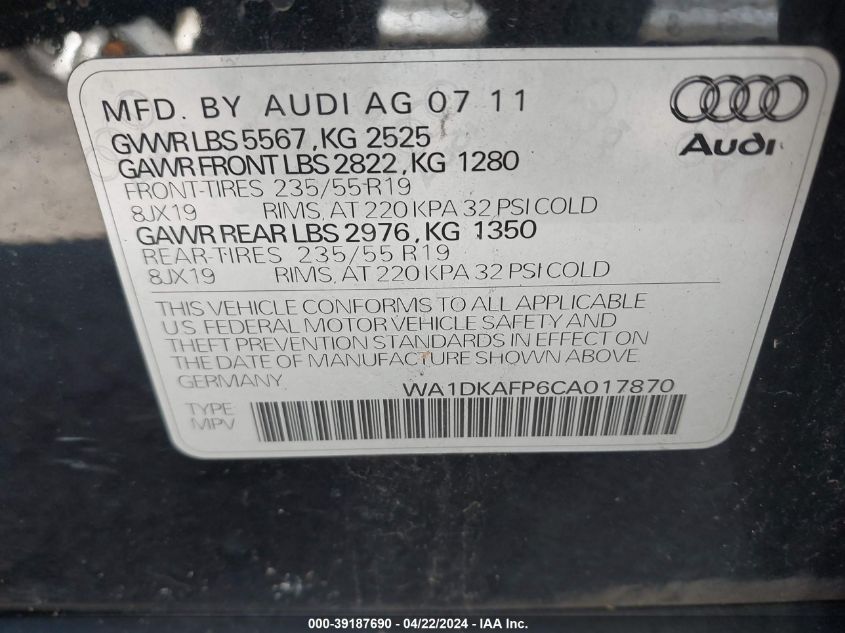 MFD. BY AUDI AG 07 11
GVWR LBS 5567, KG 2525
GAWR FRONT LBS 2822, KG 1280
FRONT-TIRES 235/55-R19
8JX19 RIMS, AT 220 KPA 32 PSI COLD
GAWR REAR LBS 2976, KG 1350
REAR-TIRES 235/55 R19
8JX19 RIMS, AT 220 KPA 32 PSI COLD
Audi
THIS VEHICLE CONFORMS TO ALL APPLICABLE
US FEDERAL MOTOR VEHICLE SAFETY AND
THEFT PREVENTION STANDARDS IN EFFECT ON
THE DATE OF MANUFACTURE SHOWN ABOVE.
GERMANY. WA1DKAFP6CA017870
TYPE
MPV
000-39187690 - 04/22/2024 - IAA Inc.